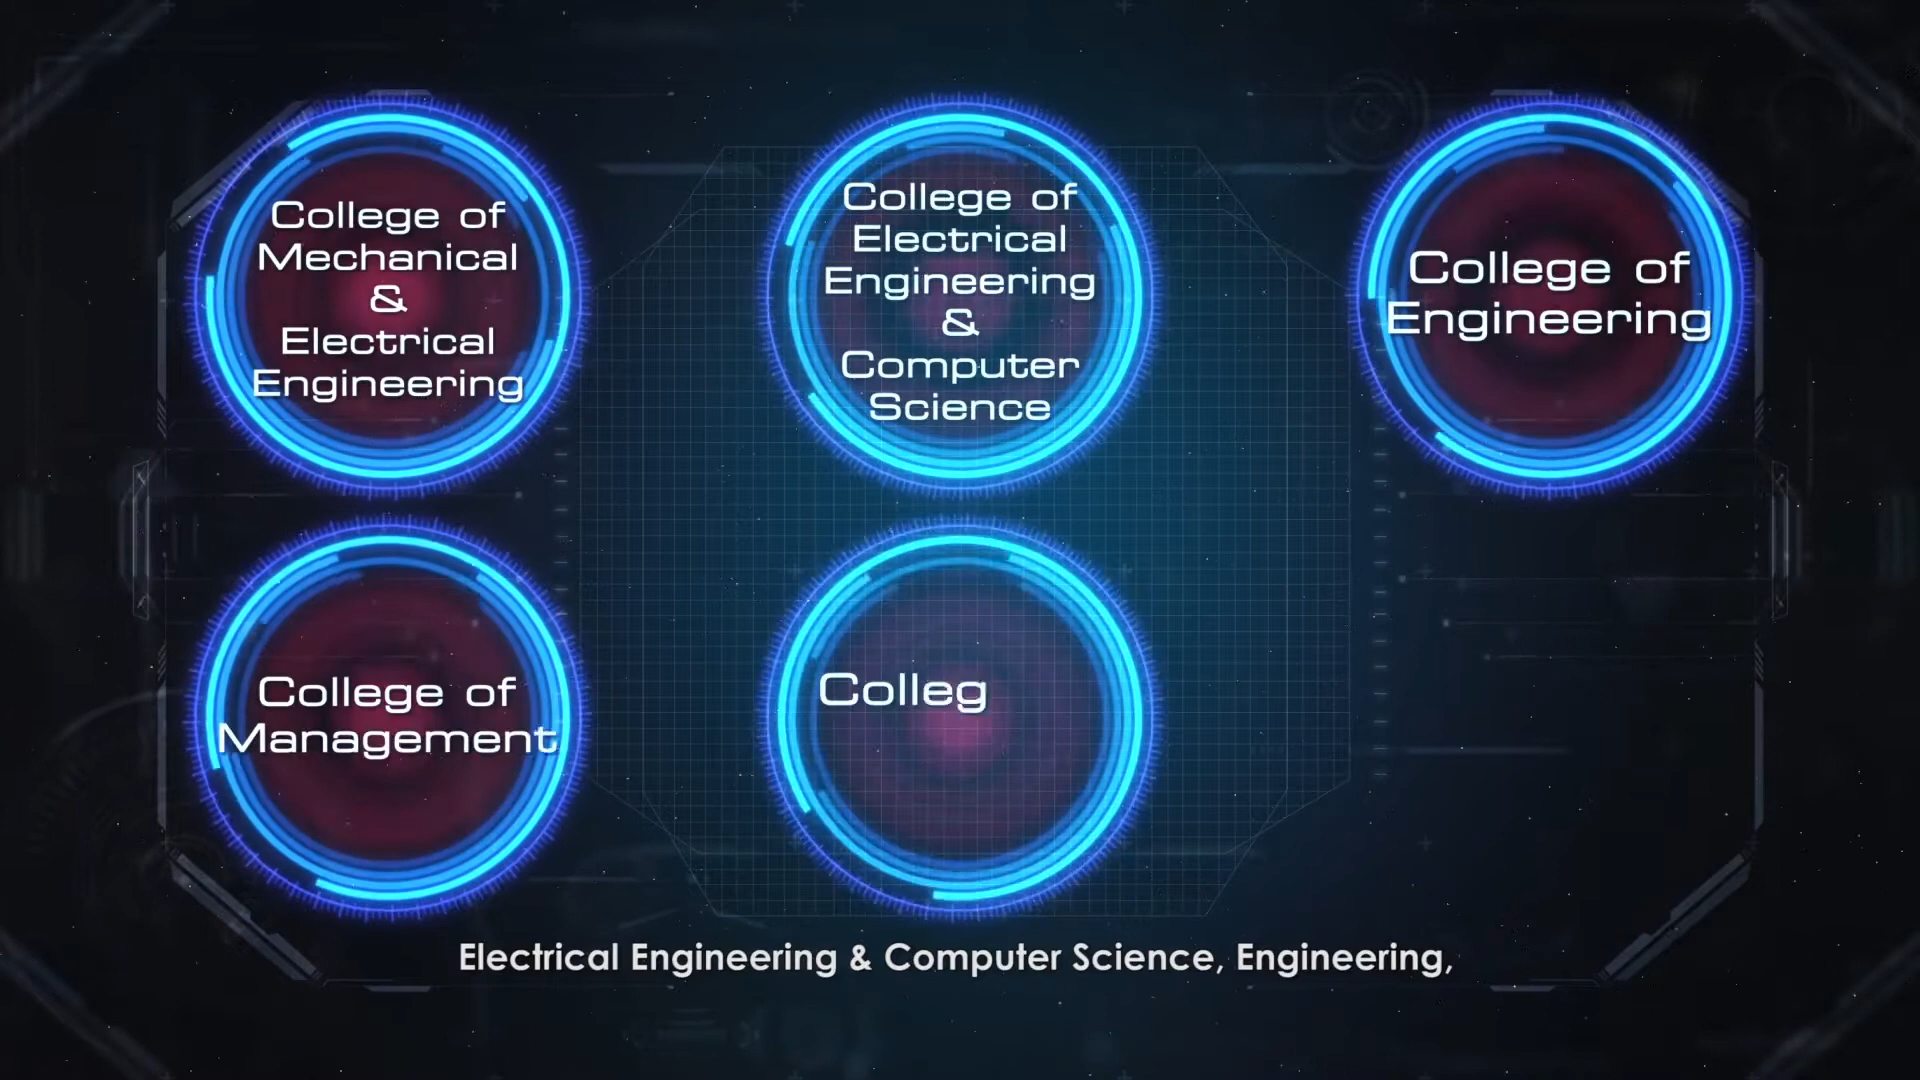 College of
Mechanical
&
Electrical
Engineering
College of
Electrical
Engineering
&
Computer
Science
College of
Engineering
College of
Management
Colleg
Electrical Engineering & Computer Science, Engineering,